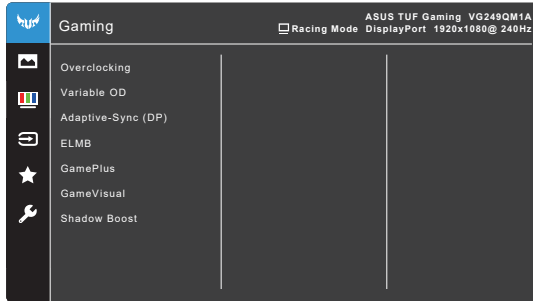 Gaming
ASUS TUF Gaming VG249QM1A
Racing Mode DisplayPort 1920x1080@ 240Hz
Overclocking
Variable OD
Adaptive-Sync (DP)
ELMB
GamePlus
GameVisual
Shadow Boost